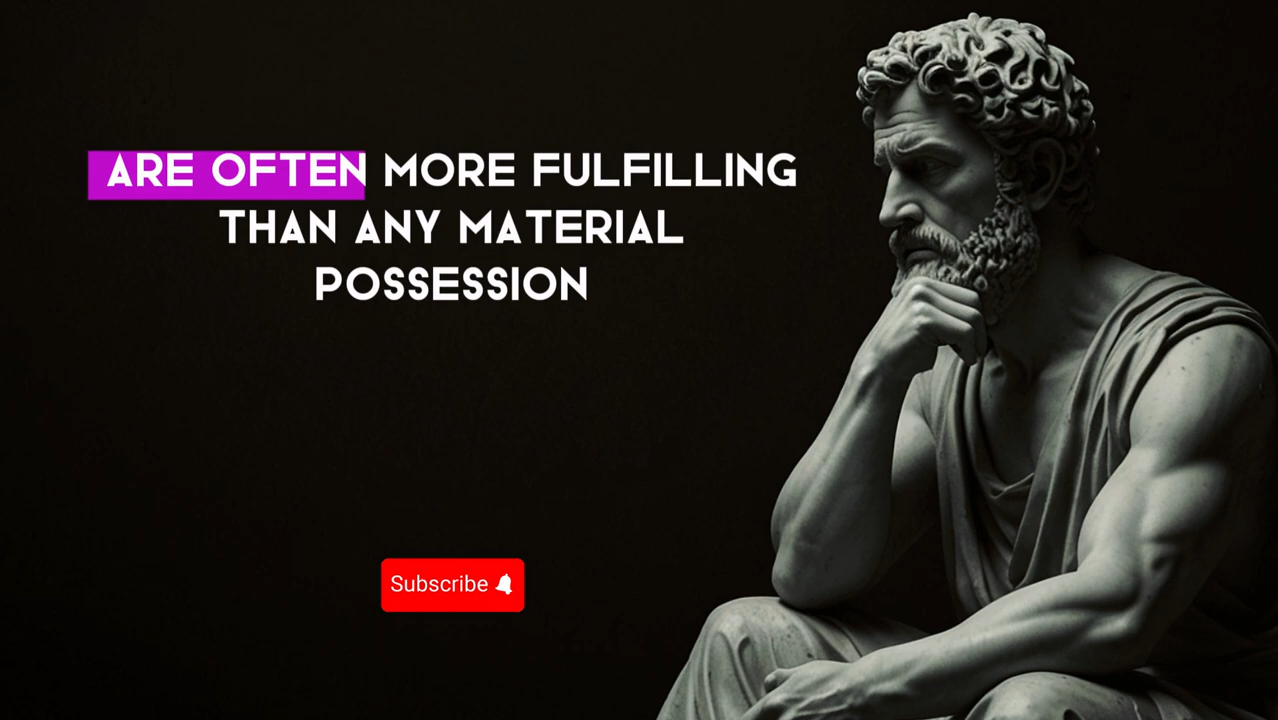 ARE OFTEN MORE FULFILLING
THAN ANY MATERIAL
POSSESSION
Subscribe